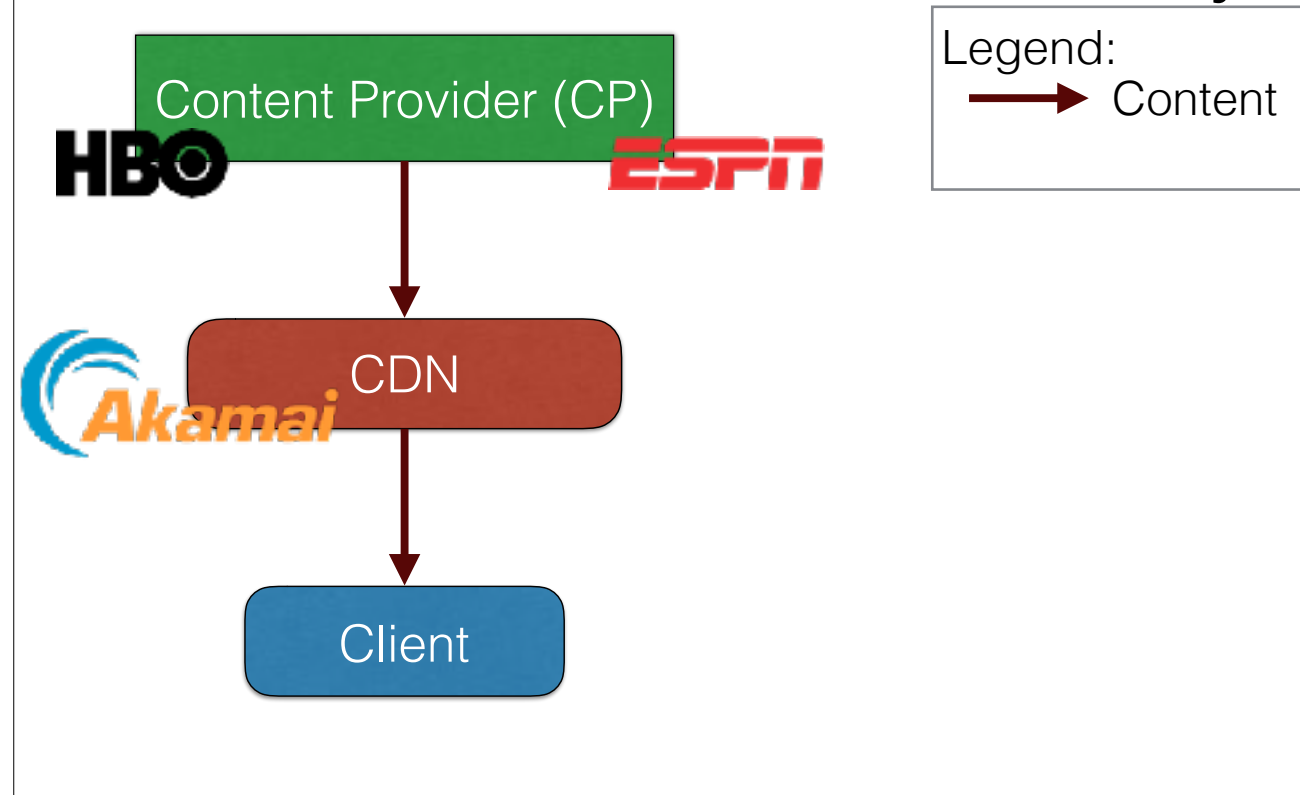 Legend:
Content
Content Provider (CP)
HBO
ESPN
CDN
Akamai
Client